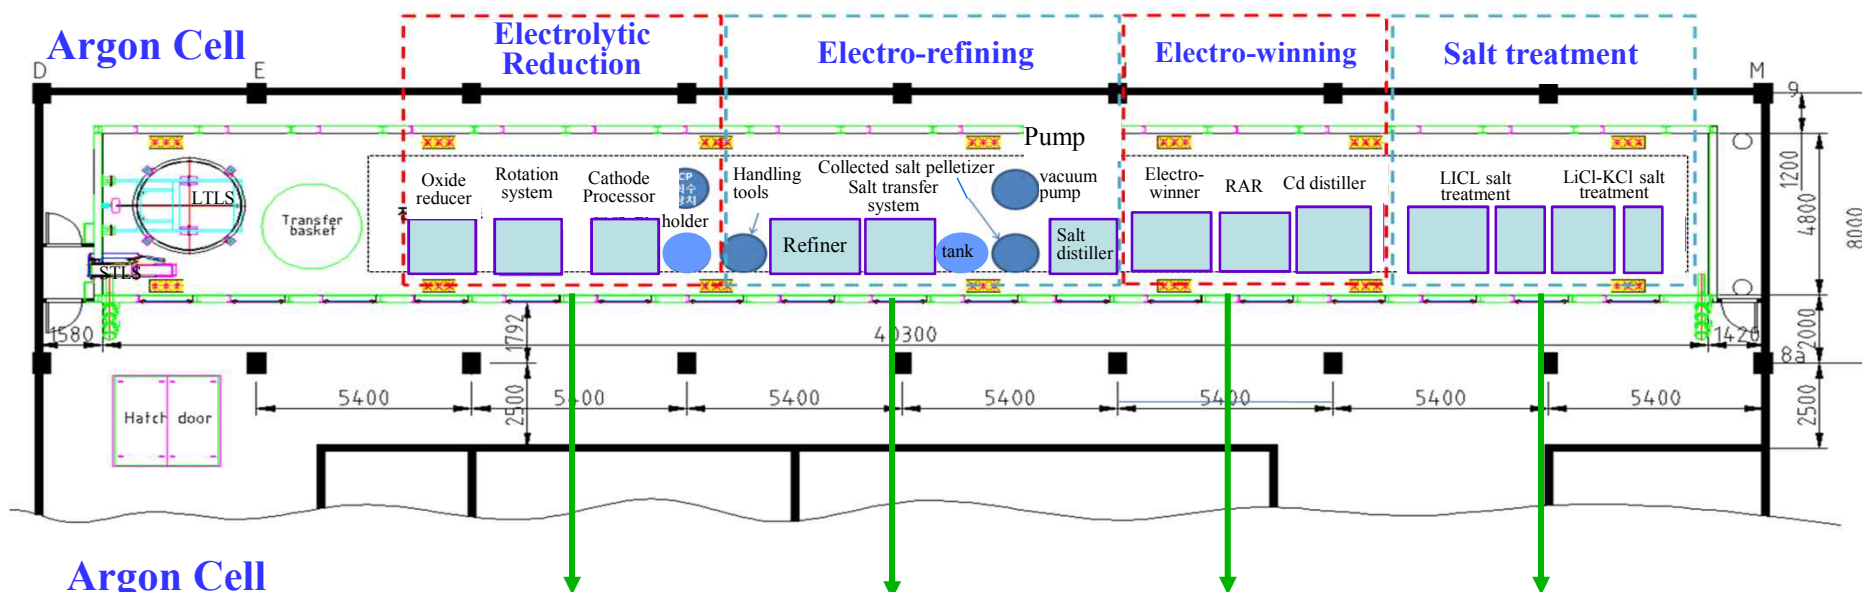 Argon Cell
Electrolytic
Reduction
Electro-refining
Electro-winning
Salt treatment
D
E
M
9
Pump
LTLS
Transfer
basket
STLS
Oxide
reducer
Rotation
system
Cathode
Processor
CP
holder
Handling
tools
Collected salt pelletizer
Salt transfer
system
vacuum
pump
Refiner
tank
Salt
distiller
Electro-
winner
RAR
Cd distiller
LICL salt
treatment
LiCl-KCl salt
treatment
1200
4800
8000
1580
1792
40300
1420
2000
8
5400
5400
5400
5400
5400
5400
5400
2500
2500
Hatch door
Argon Cell